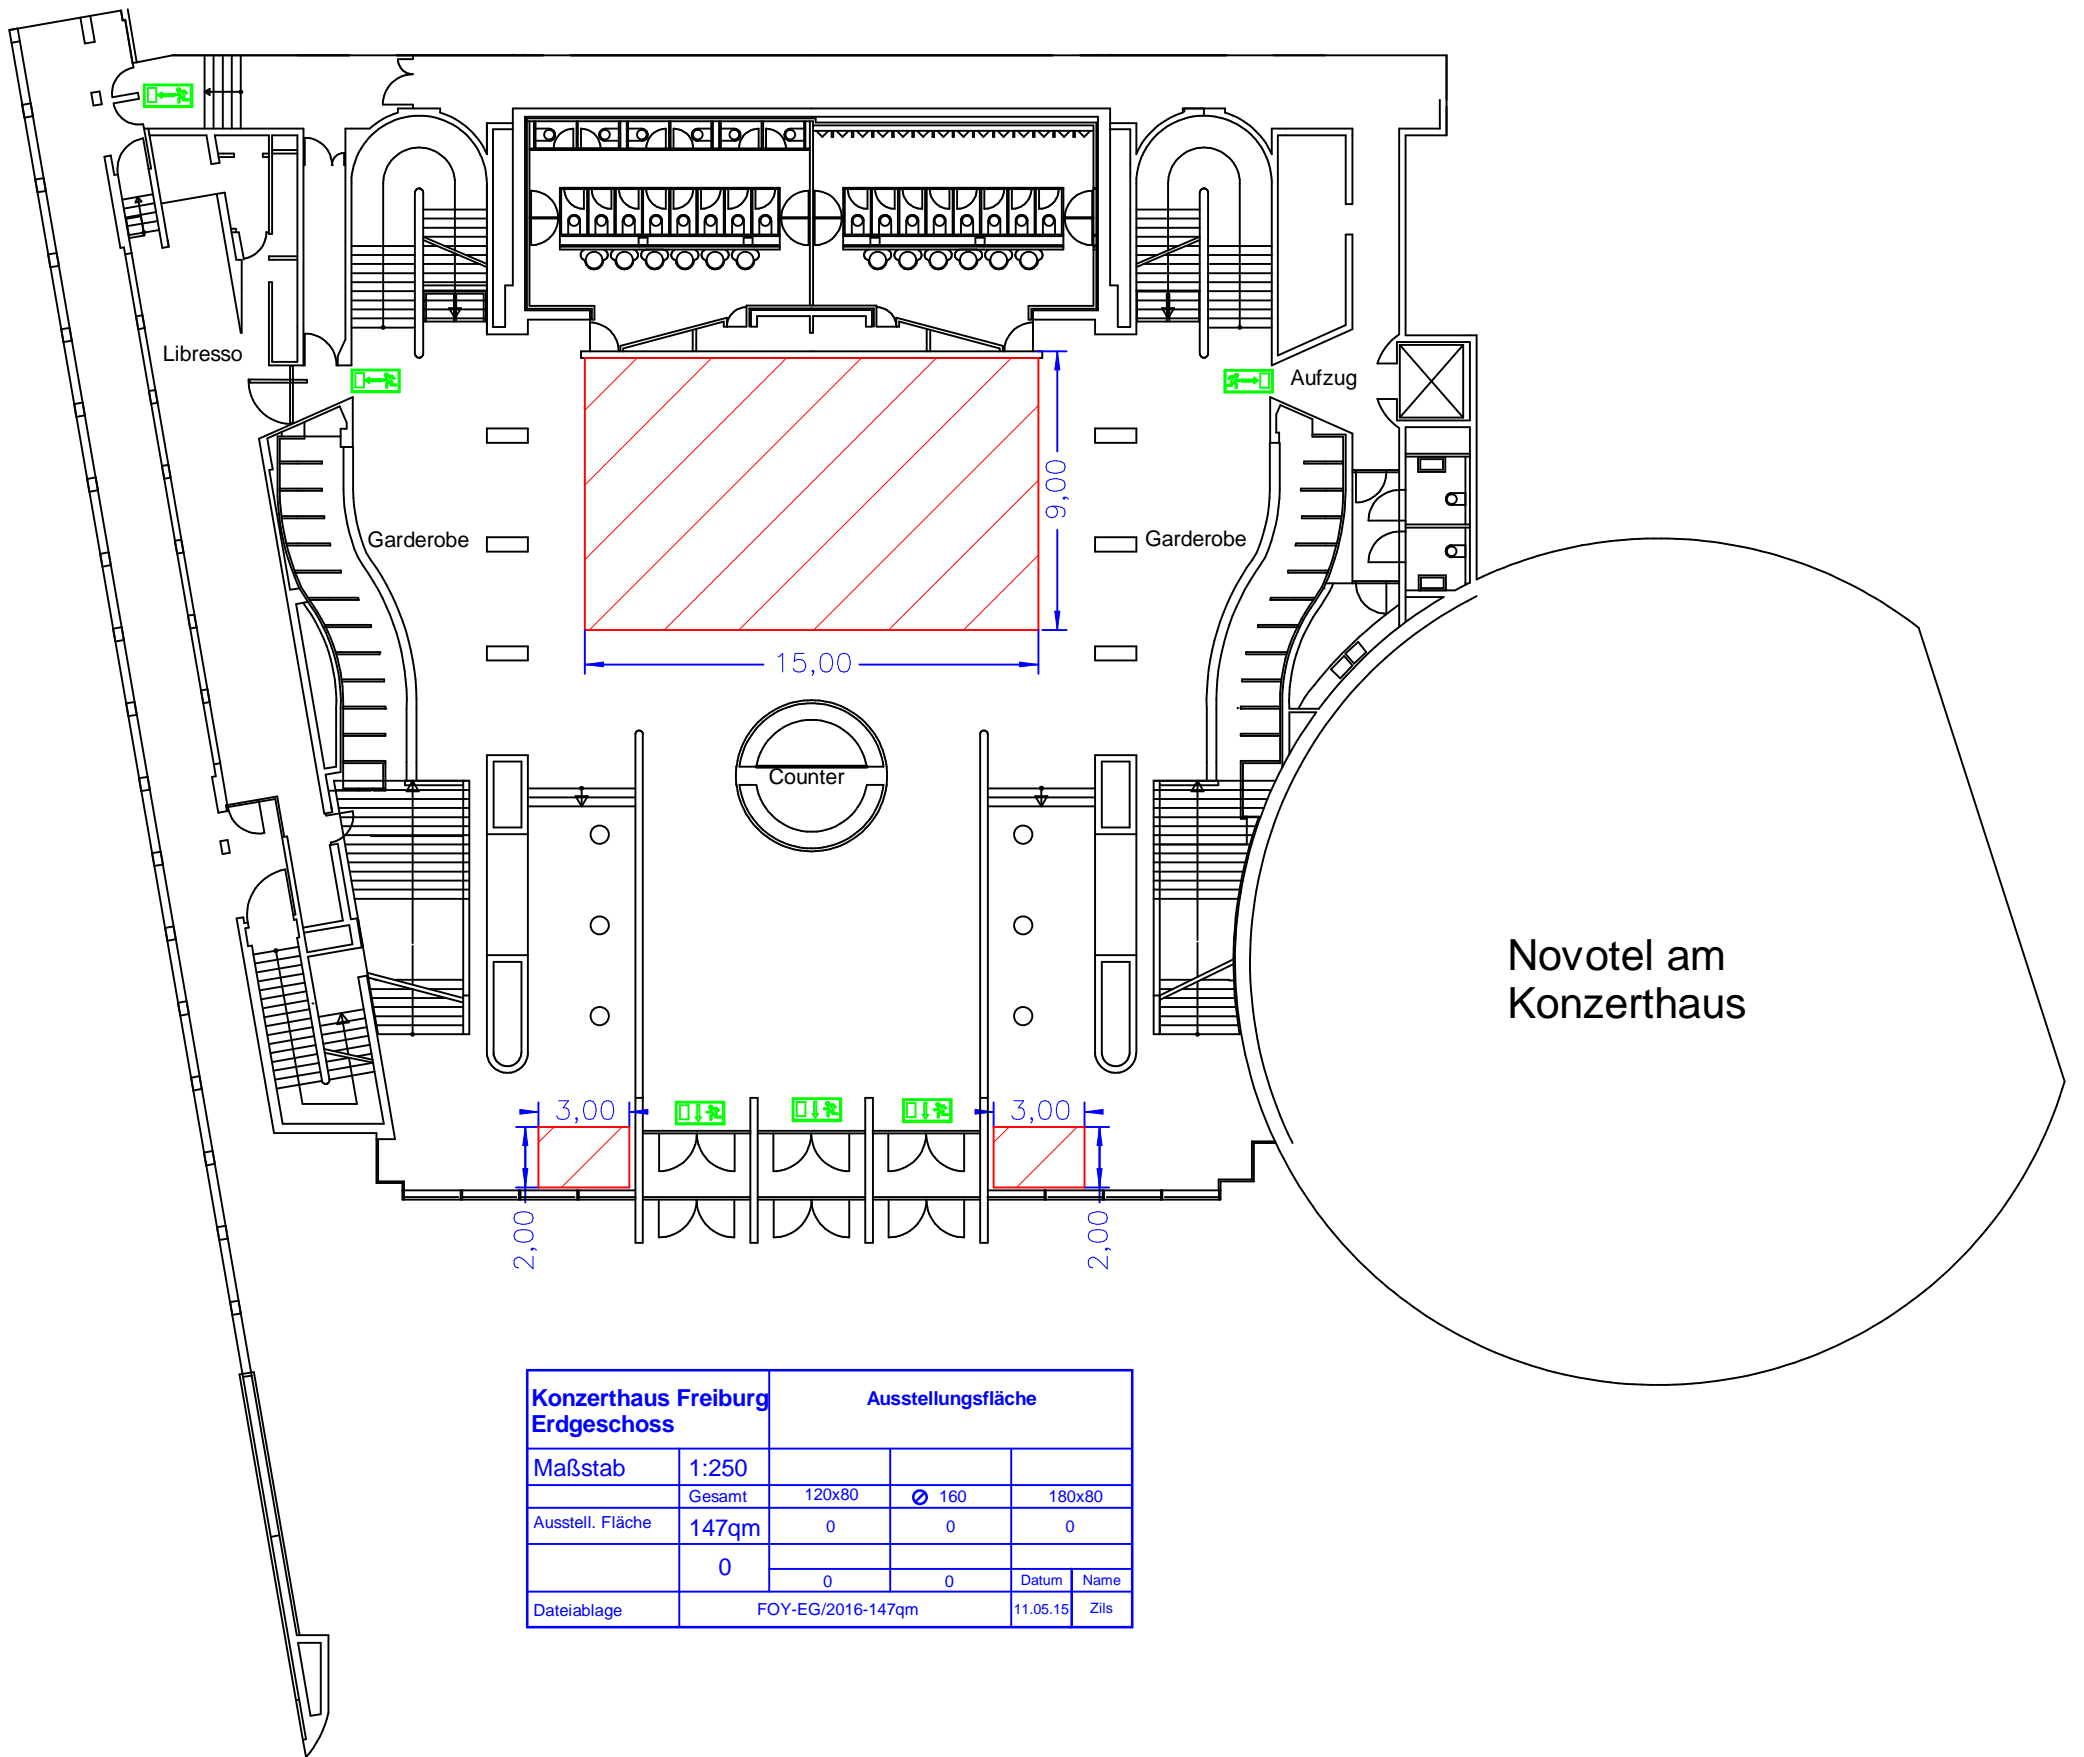 Libresso
Aufzug
9,00
Garderobe
Garderobe
15,00
Counter
Novotel am
Konzerthaus
3,00
3,00
2,00
2,00
Konzerthaus Freiburg
Erdgeschoss
Ausstellungsfläche
Maßstab 1:250
Gesamt 120x80 ⊘ 160 180x80
Ausstell. Fläche 147qm 0 0 0
0
0 0 Datum Name
Dateiablage FOY-EG/2016-147qm 11.05.15 Zils